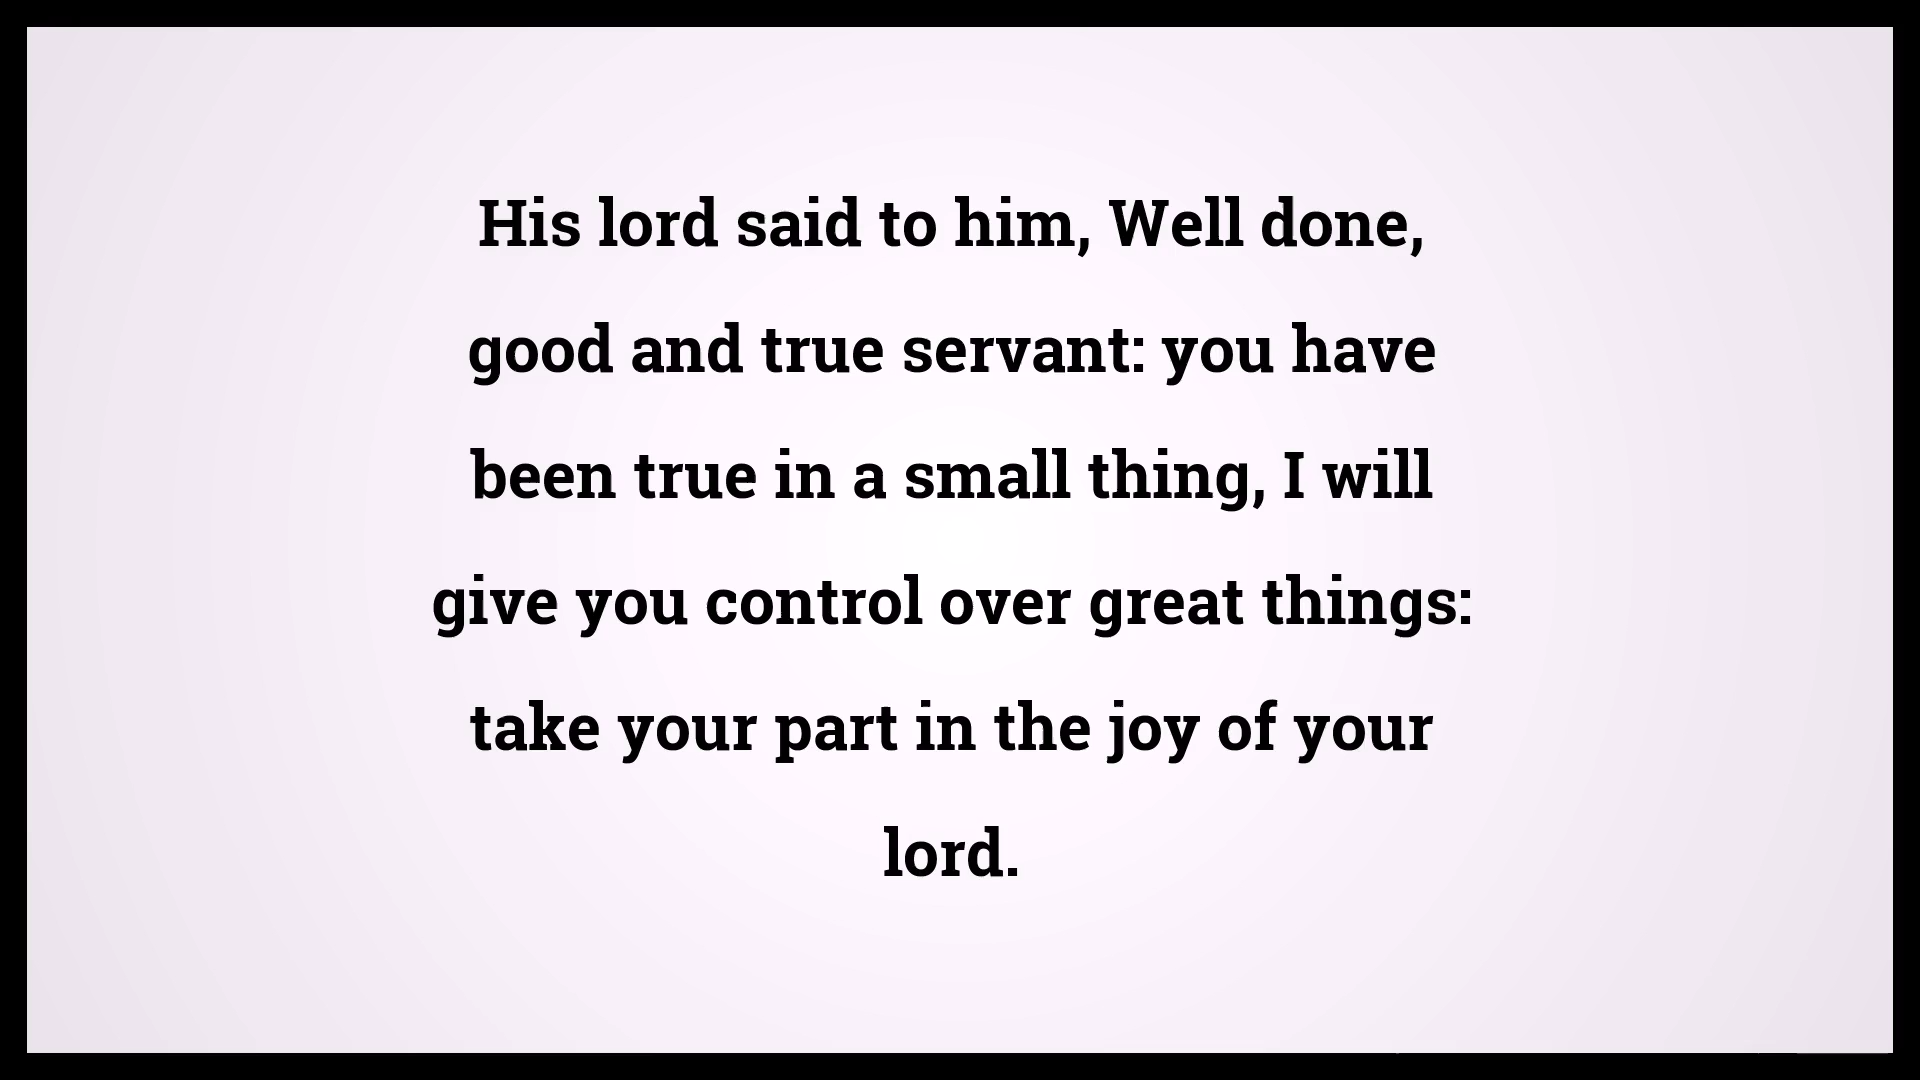 His lord said to him, Well done,
good and true servant: you have
been true in a small thing, I will
give you control over great things:
take your part in the joy of your
lord.